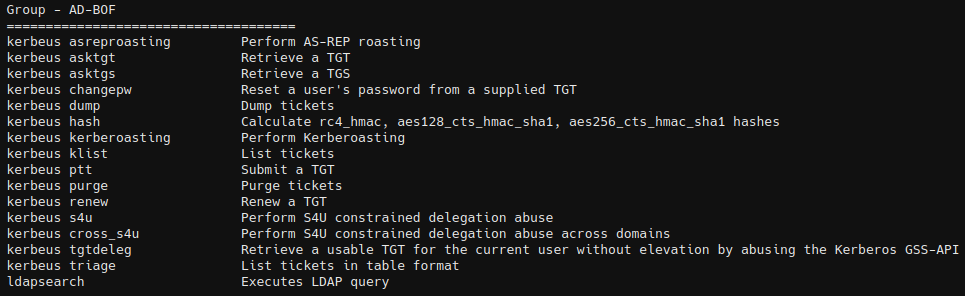 Group - AD-BOF
=====================================
kerbeus asreproasting Perform AS-REP roasting
kerbeus asktgt Retrieve a TGT
kerbeus asktgs Retrieve a TGS
kerbeus changepw Reset a user's password from a supplied TGT
kerbeus dump Dump tickets
kerbeus hash Calculate rc4_hmac, aes128_cts_hmac_sha1, aes256_cts_hmac_sha1 hashes
kerbeus kerberoasting Perform Kerberoasting
kerbeus klist List tickets
kerbeus ptt Submit a TGT
kerbeus purge Purge tickets
kerbeus renew Renew a TGT
kerbeus s4u Perform S4U constrained delegation abuse
kerbeus cross_s4u Perform S4U constrained delegation abuse across domains
kerbeus tgtdeleg Retrieve a usable TGT for the current user without elevation by abusing the Kerberos GSS-API
kerbeus triage List tickets in table format
ldapsearch Executes LDAP query